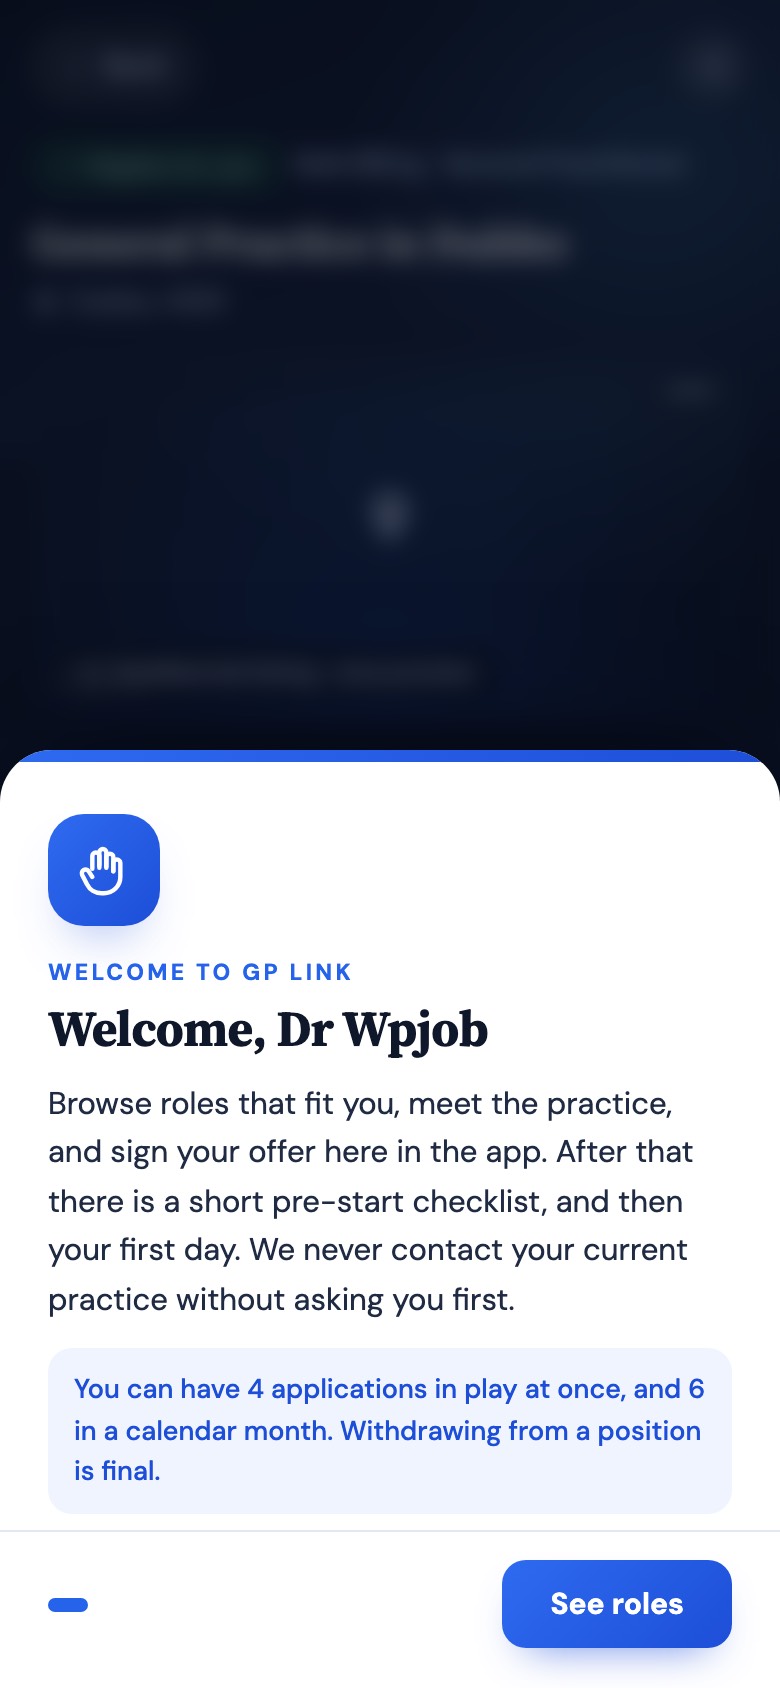 WELCOME TO GP LINK
Welcome, Dr Wpjob
Browse roles that fit you, meet the practice,
and sign your offer here in the app. After that
there is a short pre-start checklist, and then
your first day. We never contact your current
practice without asking you first.
You can have 4 applications in play at once, and 6
in a calendar month. Withdrawing from a position
is final.
See roles